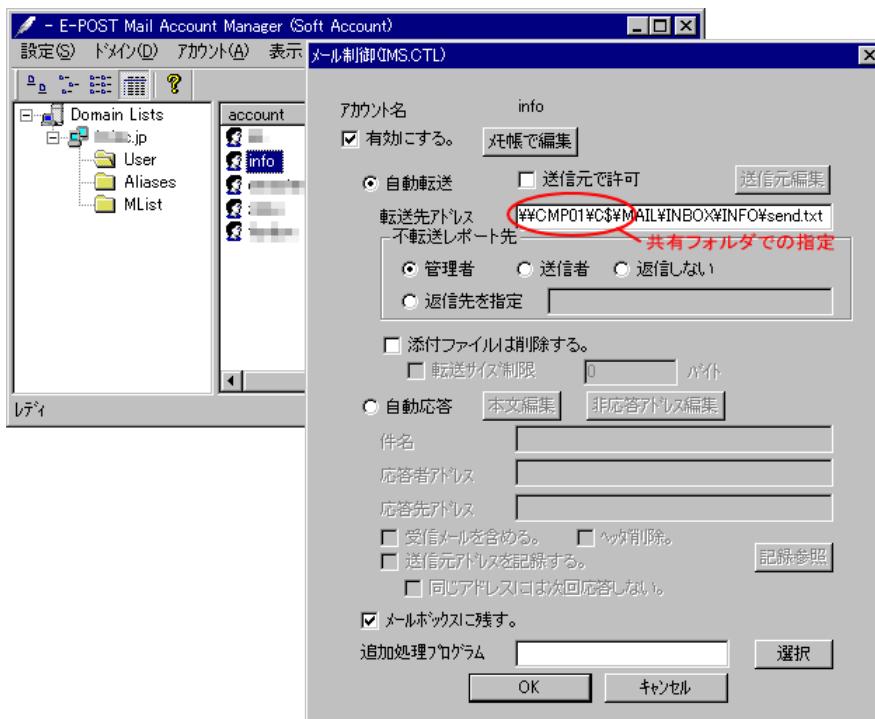 - E-POST Mail Account Manager (Soft Account)
設定(S) ﾄﾞﾒｲﾝ(D) ｱｶｳﾝﾄ(A) 表示
Domain Lists
.jp
User
Aliases
MList
account
info
ﾚﾃﾞｨ
ﾒｰﾙ制御(IMS.CTL)
ｱｶｳﾝﾄ名 info
有効にする。 ﾒﾓ帳で編集
自動転送 送信元で許可 送信元編集
転送先ｱﾄﾞﾚｽ ¥¥CMP01¥C$¥MAIL¥INBOX¥INFO¥send.txt
共有フォルダでの指定
不転送レポート先
管理者 送信者 返信しない
返信先を指定
添付ファイルは削除する。
転送ｻｲｽﾞ制限 0 ﾊﾞｲﾄ
自動応答 本文編集 非応答ｱﾄﾞﾚｽ編集
件名
応答者ｱﾄﾞﾚｽ
応答先ｱﾄﾞﾚｽ
受信ﾒｰﾙを含める。 ﾍｯﾀﾞ削除。
送信元ｱﾄﾞﾚｽを記録する。 記録参照
同じアドレスには次回応答しない。
ﾒｰﾙﾎﾞｯｸｽに残す。
追加処理ﾌﾟﾛｸﾞﾗﾑ 選択
OK ｷｬﾝｾﾙ